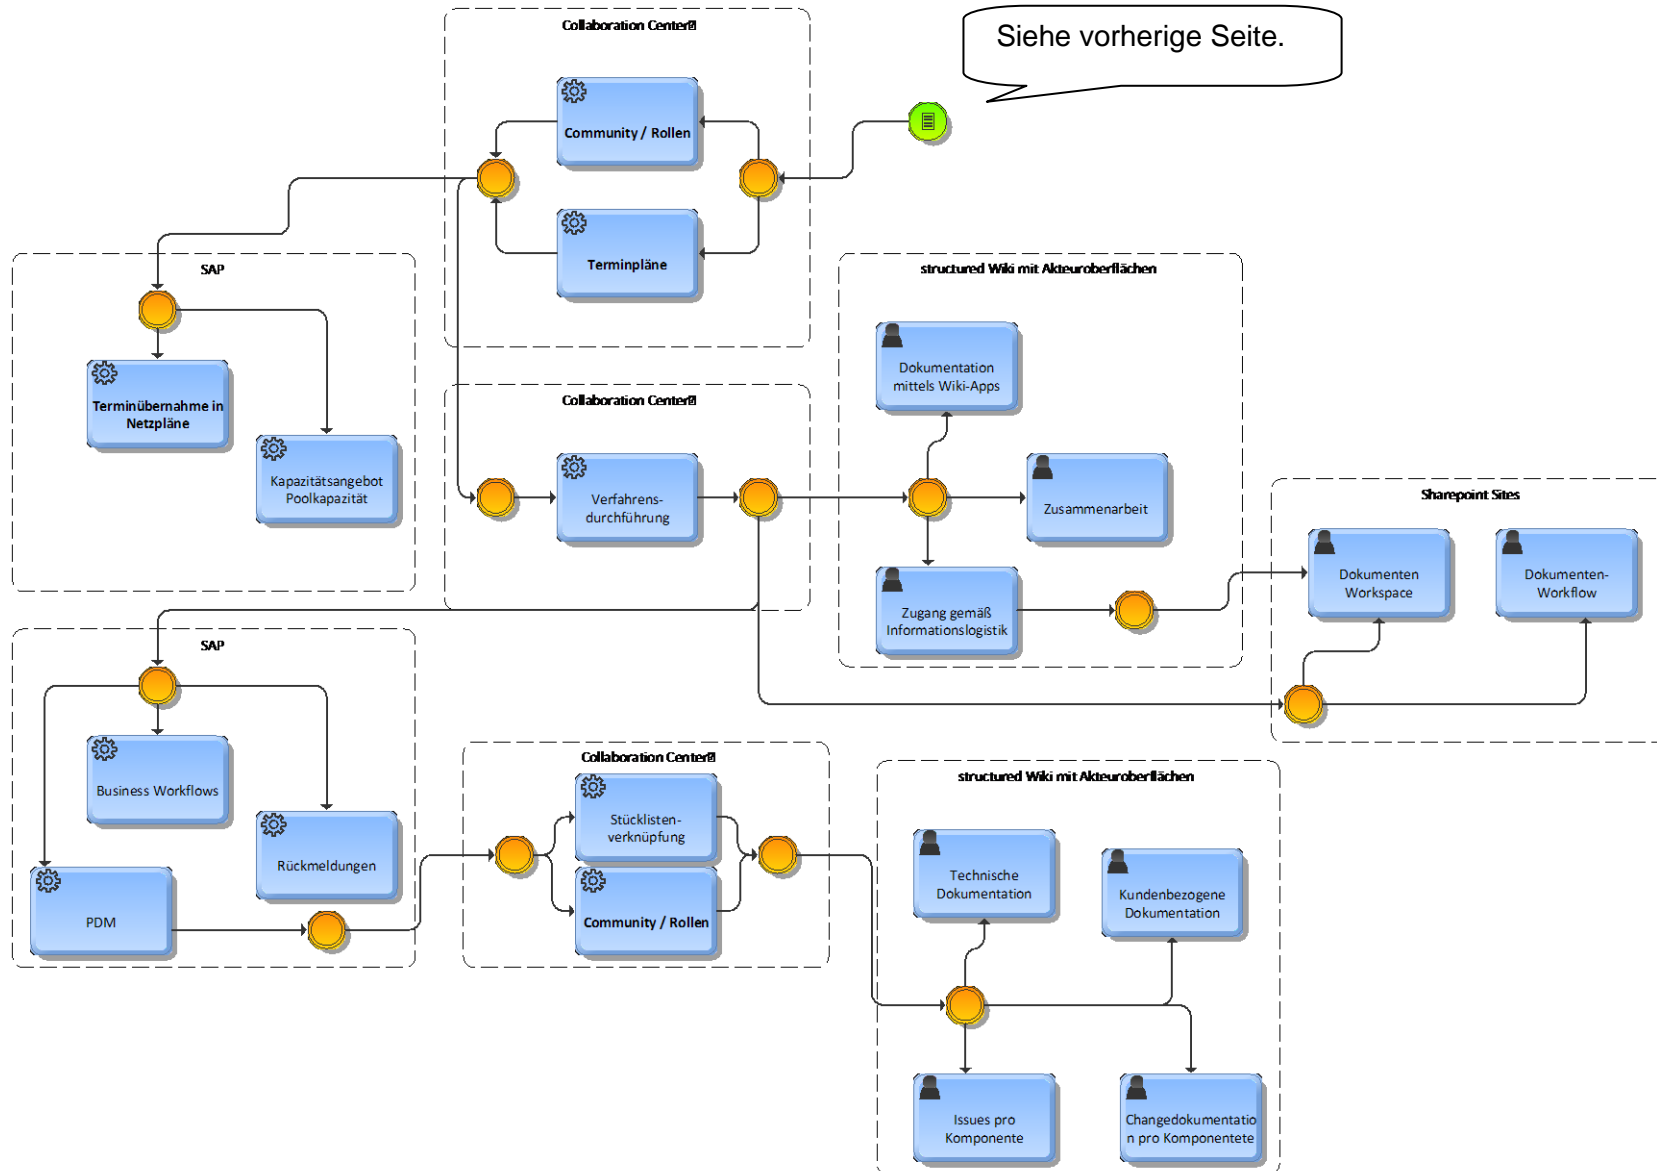 Collaboration Center
Siehe vorherige Seite.
Community / Rollen
Terminpläne
SAP
Terminübernahme in
Netzpläne
Kapazitätsangebot
Poolkapazität
Collaboration Center
Verfahrens-
durchführung
structured Wiki mit Akteuroberflächen
Dokumentation
mittels Wiki-Apps
Zusammenarbeit
Zugang gemäß
Informationslogistik
Sharepoint Sites
Dokumenten
Workspace
Dokumenten-
Workflow
SAP
Business Workflows
Rückmeldungen
PDM
Collaboration Center
Stücklisten-
verknüpfung
Community / Rollen
structured Wiki mit Akteuroberflächen
Technische
Dokumentation
Kundenbezogene
Dokumentation
Issues pro
Komponente
Changedokumentatio
n pro Komponentete